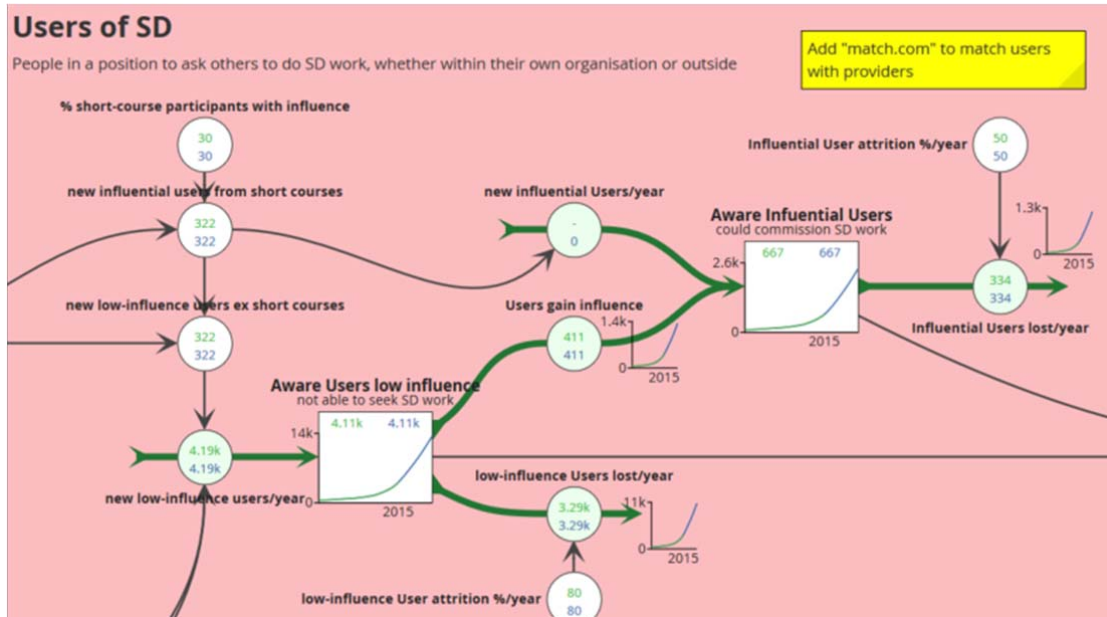 Users of SD
People in a position to ask others to do SD work, whether within their own organisation or outside
Add "match.com" to match users
with providers
% short-course participants with influence
30
30
new influential users from short courses
322
322
new low-influence users ex short courses
322
322
4.19k
4.19k
new low-influence users/year
Aware Users low influence
not able to seek SD work
4.11k 4.11k
14k
0
2015
new influential Users/year
-
0
Users gain influence
411
411
1.4k
0
2015
low-influence Users lost/year
3.29k
3.29k
11k
0
2015
low-influence User attrition %/year
80
80
Aware Infuential Users
could commission SD work
667 667
2.6k
0
2015
Influential User attrition %/year
50
50
1.3k
0
2015
334
334
Influential Users lost/year